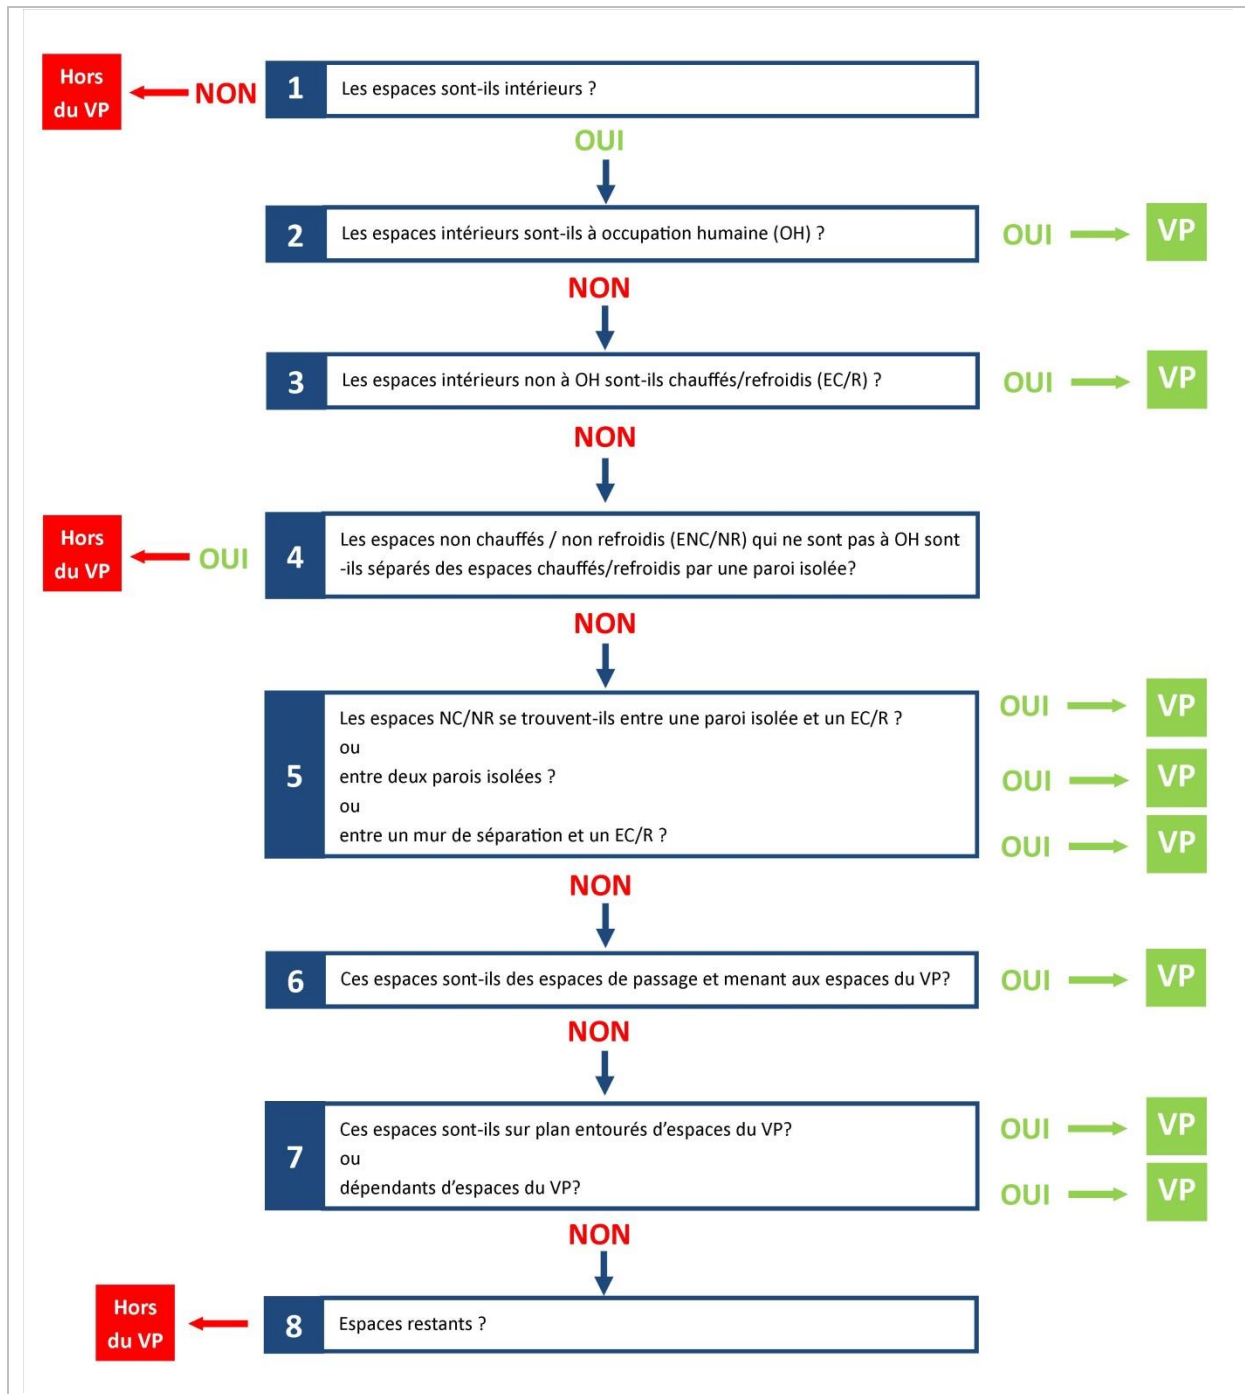 Hors
du VP
NON
1
Les espaces sont-ils intérieurs ?
OUI
2
Les espaces intérieurs sont-ils à occupation humaine (OH) ?
OUI
VP
NON
3
Les espaces intérieurs non à OH sont-ils chauffés/refroidis (EC/R) ?
OUI
VP
NON
Hors
du VP
OUI
4
Les espaces non chauffés / non refroidis (ENC/NR) qui ne sont pas à OH sont
-ils séparés des espaces chauffés/refroidis par une paroi isolée?
NON
5
Les espaces NC/NR se trouvent-ils entre une paroi isolée et un EC/R ?
ou
entre deux parois isolées ?
ou
entre un mur de séparation et un EC/R ?
OUI
VP
OUI
VP
OUI
VP
NON
6
Ces espaces sont-ils des espaces de passage et menant aux espaces du VP?
OUI
VP
NON
7
Ces espaces sont-ils sur plan entourés d’espaces du VP?
ou
dépendants d’espaces du VP?
OUI
VP
OUI
VP
NON
Hors
du VP
8
Espaces restants ?